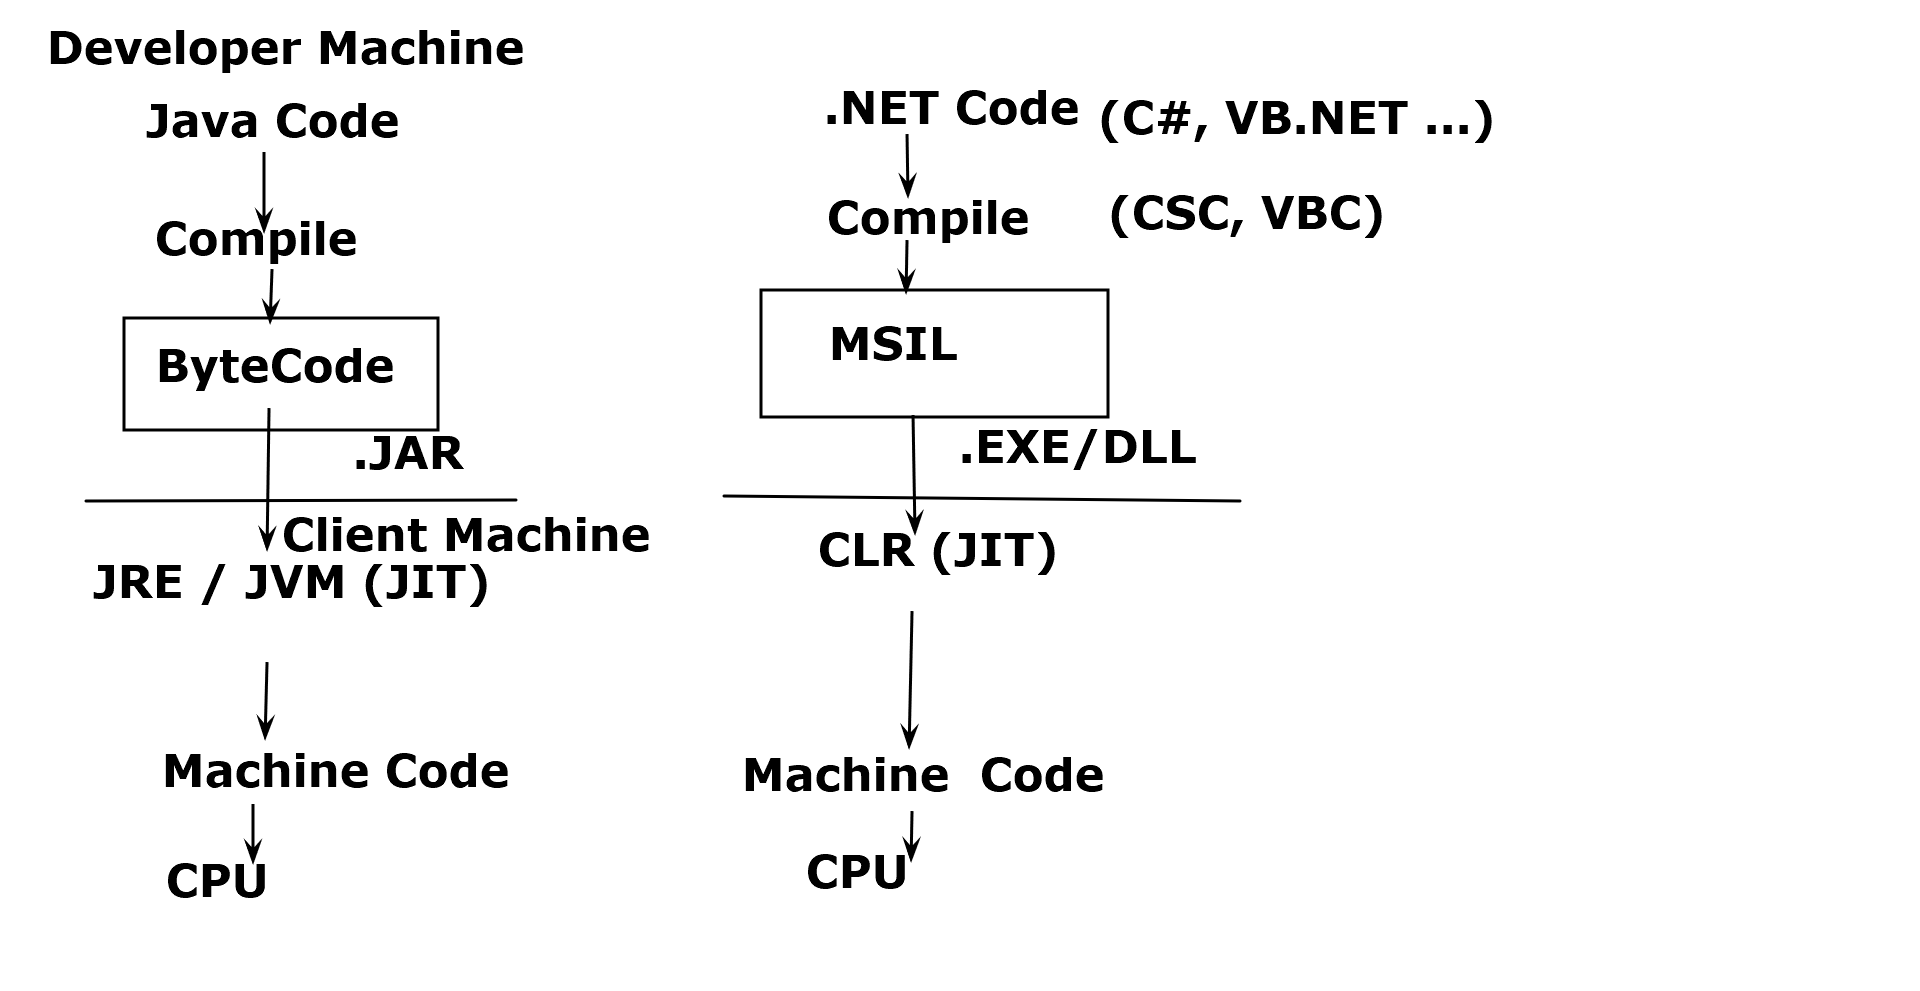 Developer Machine
Java Code
Compile
ByteCode
.JAR
Client Machine
JRE / JVM (JIT)
Machine Code
CPU
.NET Code (C#, VB.NET ...)
Compile (CSC, VBC)
MSIL
.EXE/DLL
CLR (JIT)
Machine  Code
CPU